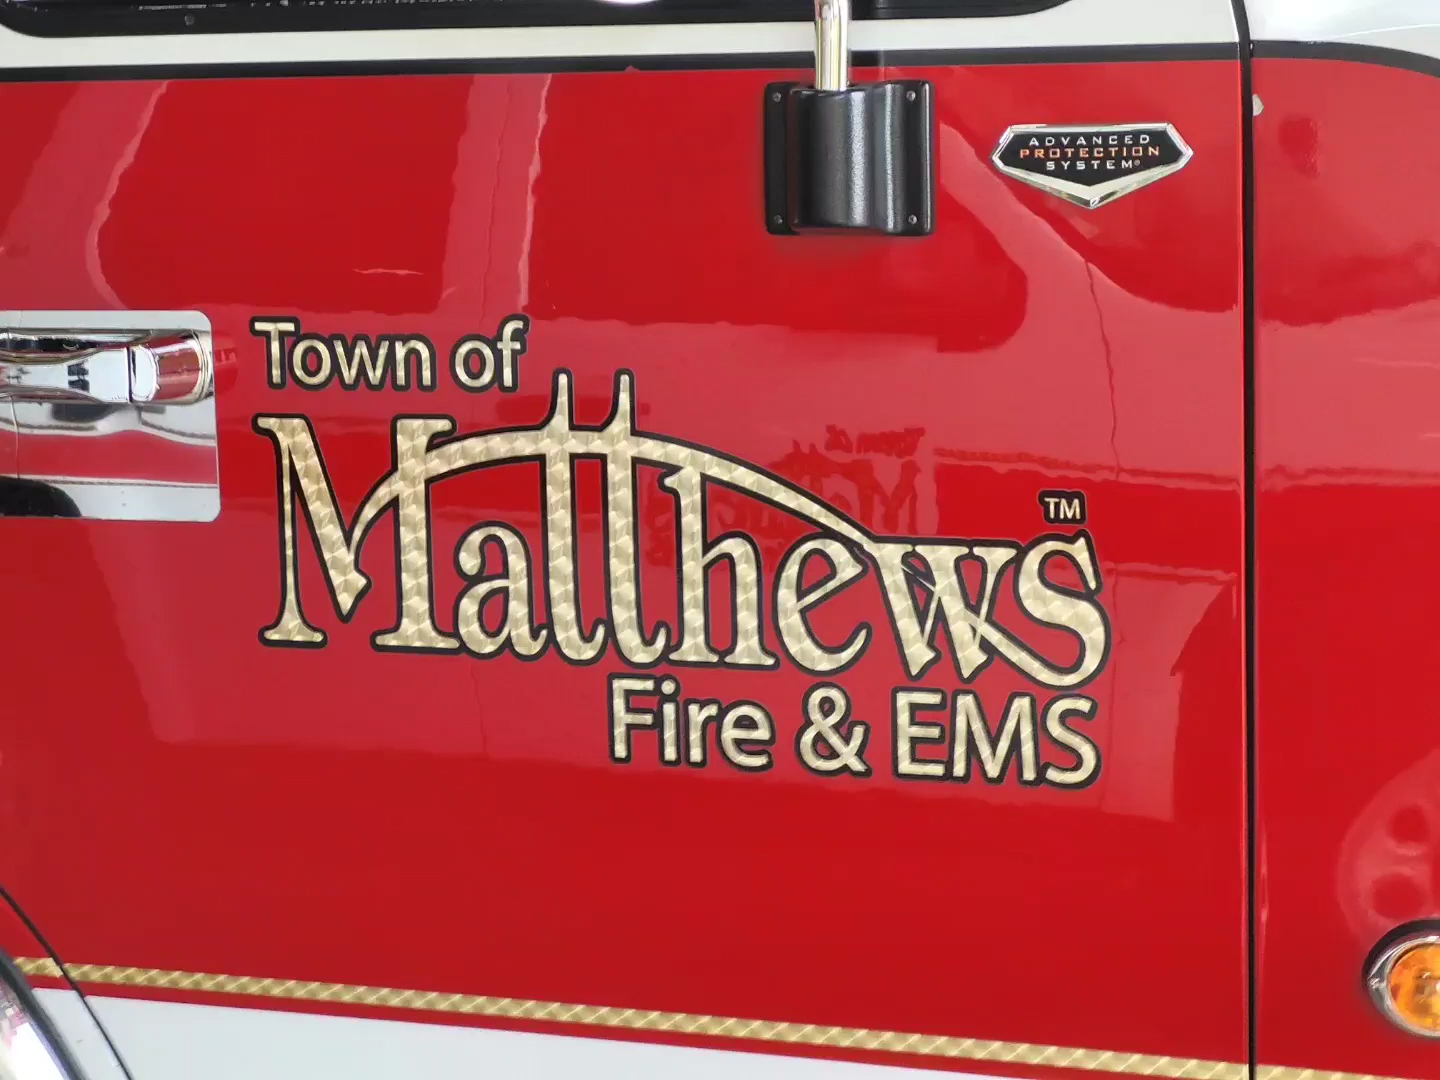 Town of
Matthews™
Fire & EMS
ADVANCED
PROTECTION
SYSTEM®